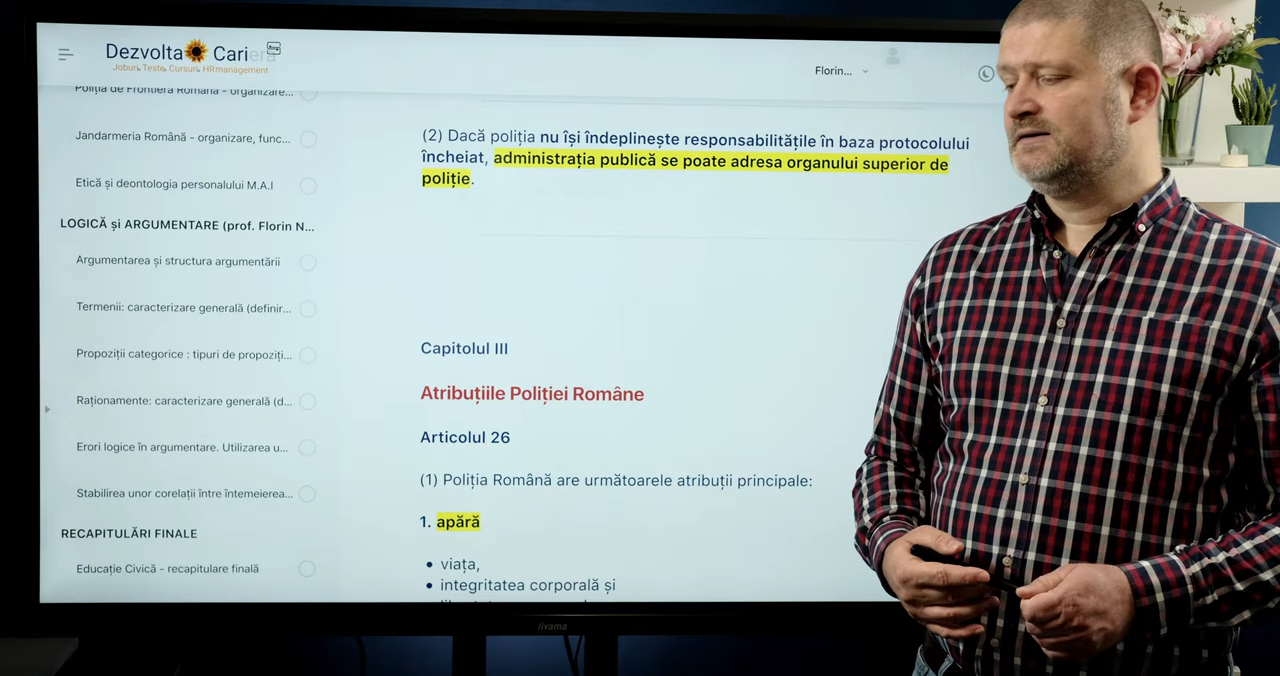 Dezvolta Cariera
Joburi. Teste. Cursuri. HRmanagement
Florin...
Poliția de Frontieră Română - organizare...
Jandarmeria Română - organizare, func...
Etică și deontologia personalului M.A.I
LOGICĂ și ARGUMENTARE (prof. Florin N...
Argumentarea și structura argumentării
Termenii: caracterizare generală (definir...
Propoziții categorice : tipuri de propoziți...
Raționamente: caracterizare generală (d...
Erori logice în argumentare. Utilizarea u...
Stabilirea unor corelații între întemeierea...
RECAPITULĂRI FINALE
Educație Civică - recapitulare finală
(2) Dacă poliția nu își îndeplinește responsabilitățile în baza protocolului
încheiat, administrația publică se poate adresa organului superior de
poliție.
Capitolul III
Atribuțiile Poliției Române
Articolul 26
(1) Poliția Română are următoarele atribuții principale:
1. apără
• viața,
• integritatea corporală și
iiyama